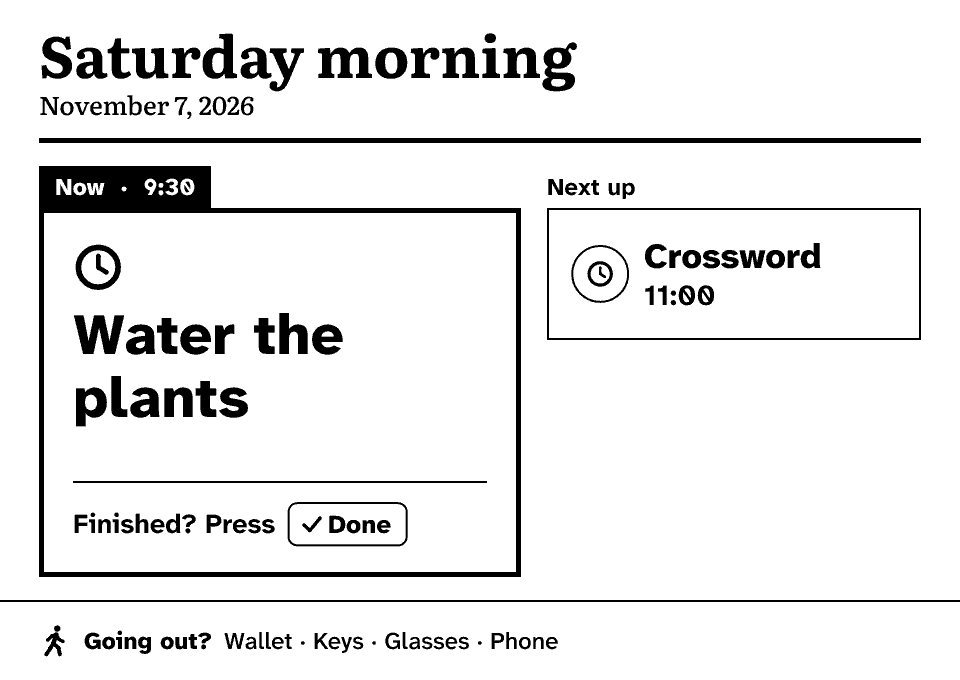 Saturday morning
November 7, 2026
Now · 9:30
Water the
plants
Finished? Press Done
Next up
Crossword
11:00
Going out? Wallet · Keys · Glasses · Phone